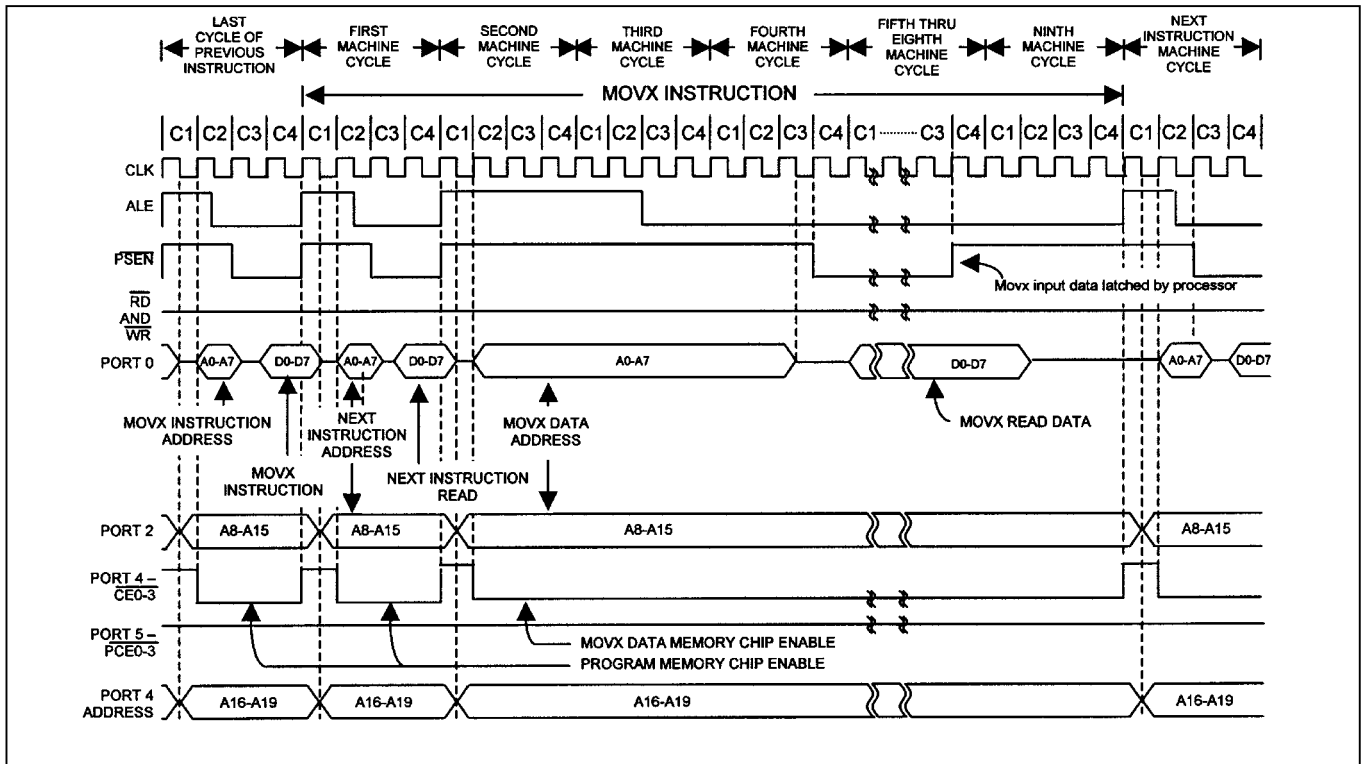 LAST
CYCLE OF
PREVIOUS
INSTRUCTION
FIRST
MACHINE
CYCLE
SECOND
MACHINE
CYCLE
THIRD
MACHINE
CYCLE
FOURTH
MACHINE
CYCLE
FIFTH THRU
EIGHTH
MACHINE
CYCLE
NINTH
MACHINE
CYCLE
NEXT
INSTRUCTION
MACHINE
CYCLE
MOVX INSTRUCTION
C1 C2 C3 C4 C1 C2 C3 C4 C1 C2 C3 C4 C1 C2 C3 C4 C1 C2 C3 C4 C1 ........ C3 C4 C1 C2 C3 C4 C1 C2 C3 C4
CLK
ALE
PSEN
Movx input data latched by processor
RD
AND
WR
PORT 0 A0-A7 D0-D7 A0-A7 D0-D7 A0-A7 D0-D7 A0-A7 D0-D7
MOVX INSTRUCTION
ADDRESS
NEXT
INSTRUCTION
ADDRESS
MOVX DATA
ADDRESS
MOVX READ DATA
MOVX
INSTRUCTION
NEXT INSTRUCTION
READ
PORT 2 A8-A15 A8-A15 A8-A15 A8-A15
PORT 4 –
CE0-3
PORT 5 –
PCE0-3
MOVX DATA MEMORY CHIP ENABLE
PROGRAM MEMORY CHIP ENABLE
PORT 4
ADDRESS
A16-A19 A16-A19 A16-A19 A16-A19